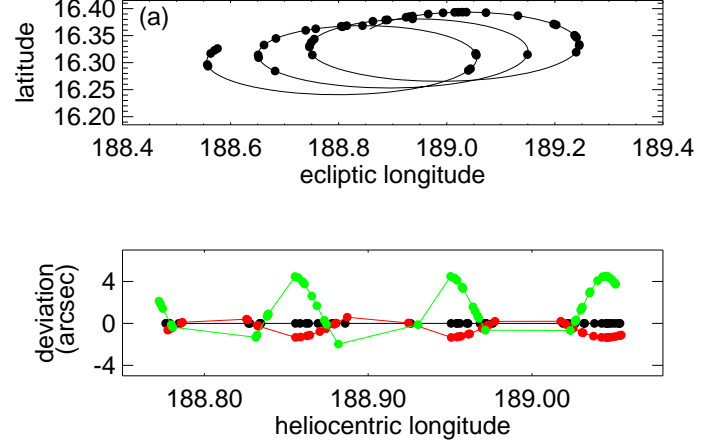 (a)
16.40
16.35
16.30
16.25
16.20
latitude
188.4 188.6 188.8 189.0 189.2 189.4
ecliptic longitude
4
0
-4
deviation
(arcsec)
188.80 188.90 189.00
heliocentric longitude